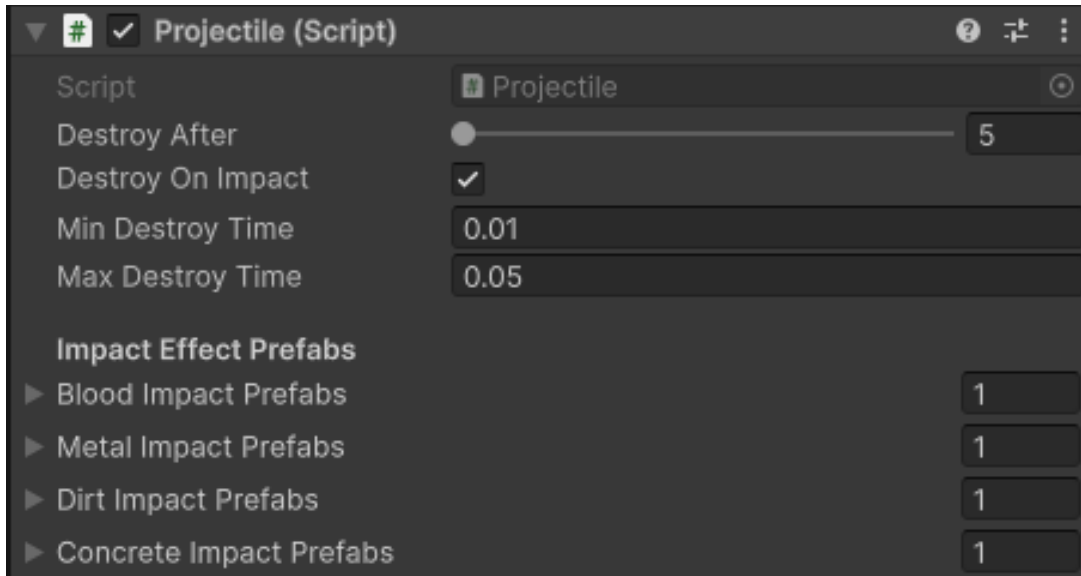 Projectile (Script)
Script Projectile
Destroy After 5
Destroy On Impact
Min Destroy Time 0.01
Max Destroy Time 0.05
Impact Effect Prefabs
Blood Impact Prefabs 1
Metal Impact Prefabs 1
Dirt Impact Prefabs 1
Concrete Impact Prefabs 1